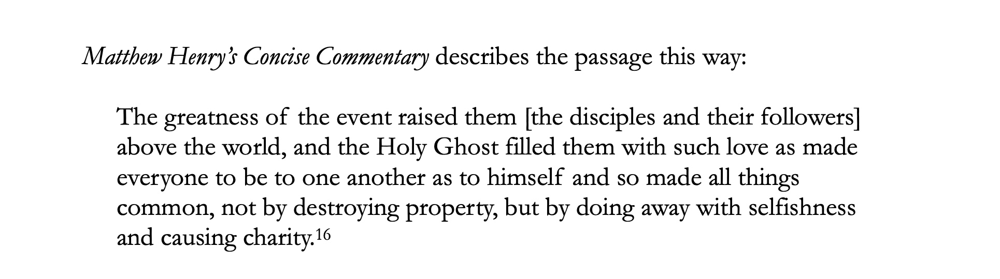 Matthew Henry’s Concise Commentary describes the passage this way:
The greatness of the event raised them [the disciples and their followers]
above the world, and the Holy Ghost filled them with such love as made
everyone to be to one another as to himself and so made all things
common, not by destroying property, but by doing away with selfishness
and causing charity.16